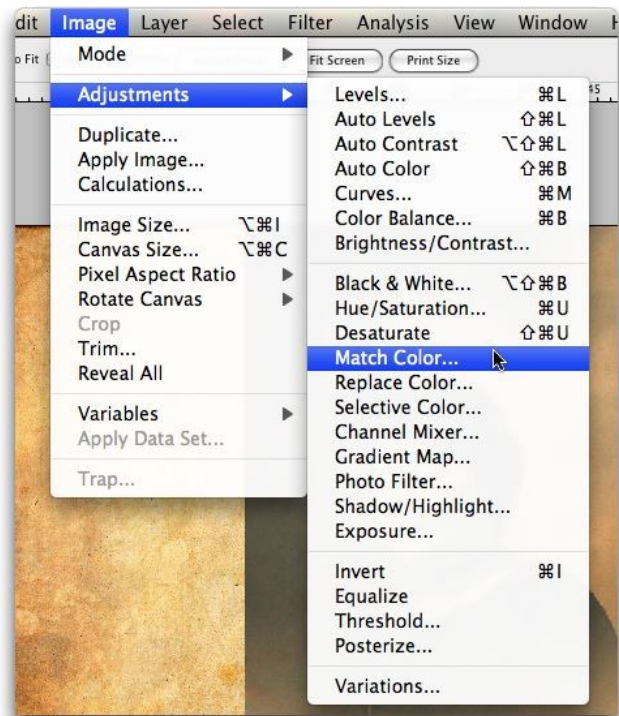 dit Image Layer Select Filter Analysis View Window H
o Fit Fit Screen Print Size
45
Mode
Adjustments
Duplicate...
Apply Image...
Calculations...
Image Size... ⌥⌘I
Canvas Size... ⌥⌘C
Pixel Aspect Ratio
Rotate Canvas
Crop
Trim...
Reveal All
Variables
Apply Data Set...
Trap...
Levels... ⌘L
Auto Levels ⇧⌘L
Auto Contrast ⌥⇧⌘L
Auto Color ⇧⌘B
Curves... ⌘M
Color Balance... ⌘B
Brightness/Contrast...
Black & White... ⌥⇧⌘B
Hue/Saturation... ⌘U
Desaturate ⇧⌘U
Match Color...
Replace Color...
Selective Color...
Channel Mixer...
Gradient Map...
Photo Filter...
Shadow/Highlight...
Exposure...
Invert ⌘I
Equalize
Threshold...
Posterize...
Variations...